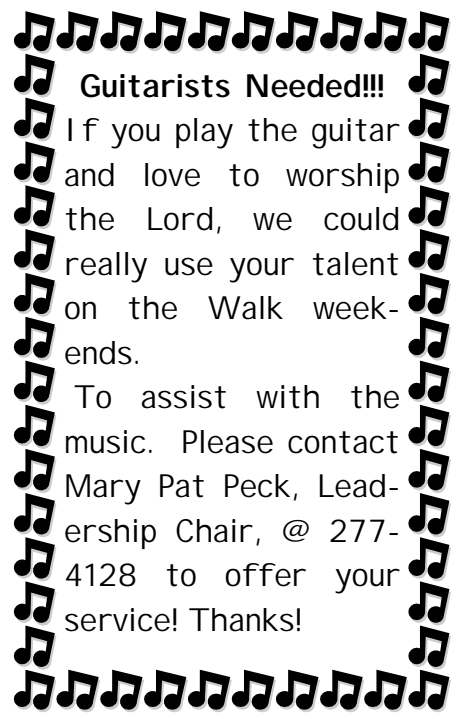 Guitarists Needed!!!
If you play the guitar
and love to worship
the Lord, we could
really use your talent
on the Walk week-
ends.
To assist with the
music. Please contact
Mary Pat Peck, Lead-
ership Chair, @ 277-
4128 to offer your
service! Thanks!